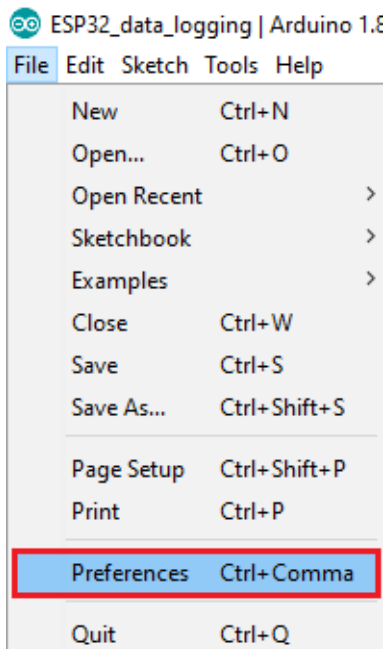 ESP32_data_logging | Arduino 1.8
File Edit Sketch Tools Help
New Ctrl+N
Open... Ctrl+O
Open Recent
Sketchbook
Examples
Close Ctrl+W
Save Ctrl+S
Save As... Ctrl+Shift+S
Page Setup Ctrl+Shift+P
Print Ctrl+P
Preferences Ctrl+Comma
Quit Ctrl+Q